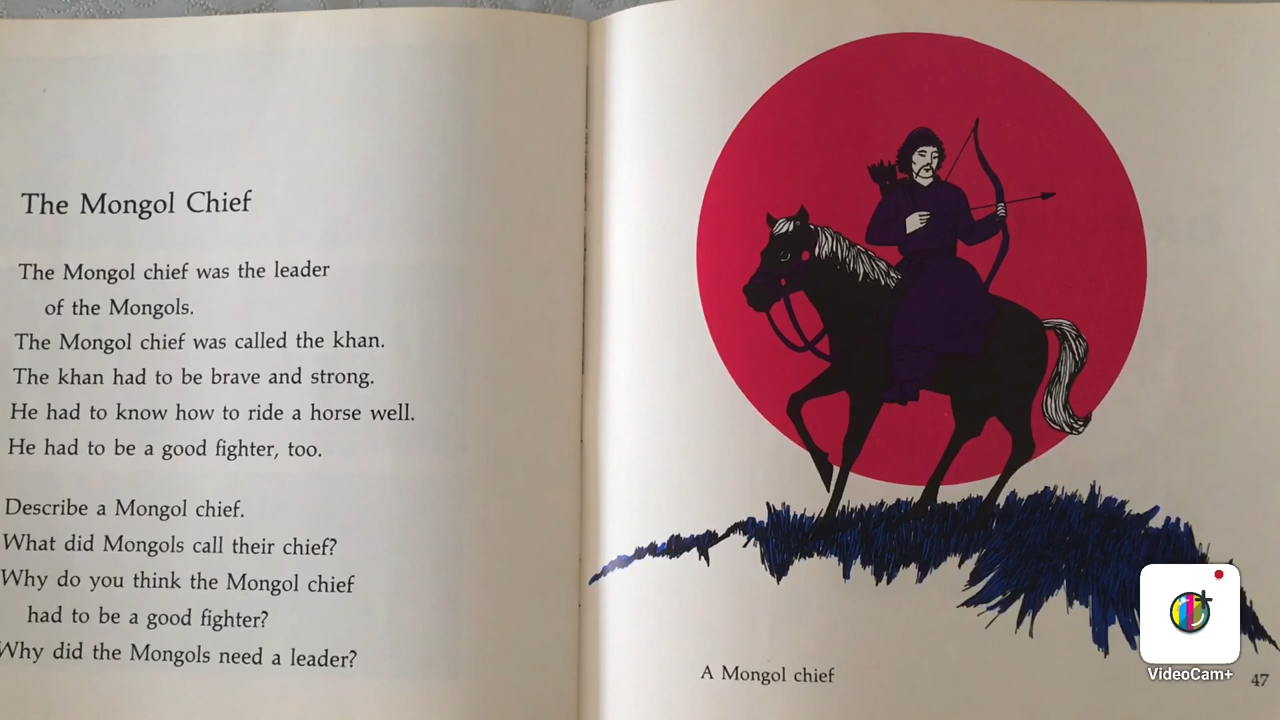 The Mongol Chief
The Mongol chief was the leader
of the Mongols.
The Mongol chief was called the khan.
The khan had to be brave and strong.
He had to know how to ride a horse well.
He had to be a good fighter, too.
Describe a Mongol chief.
What did Mongols call their chief?
Why do you think the Mongol chief
had to be a good fighter?
Why did the Mongols need a leader?
A Mongol chief
47
VideoCam+